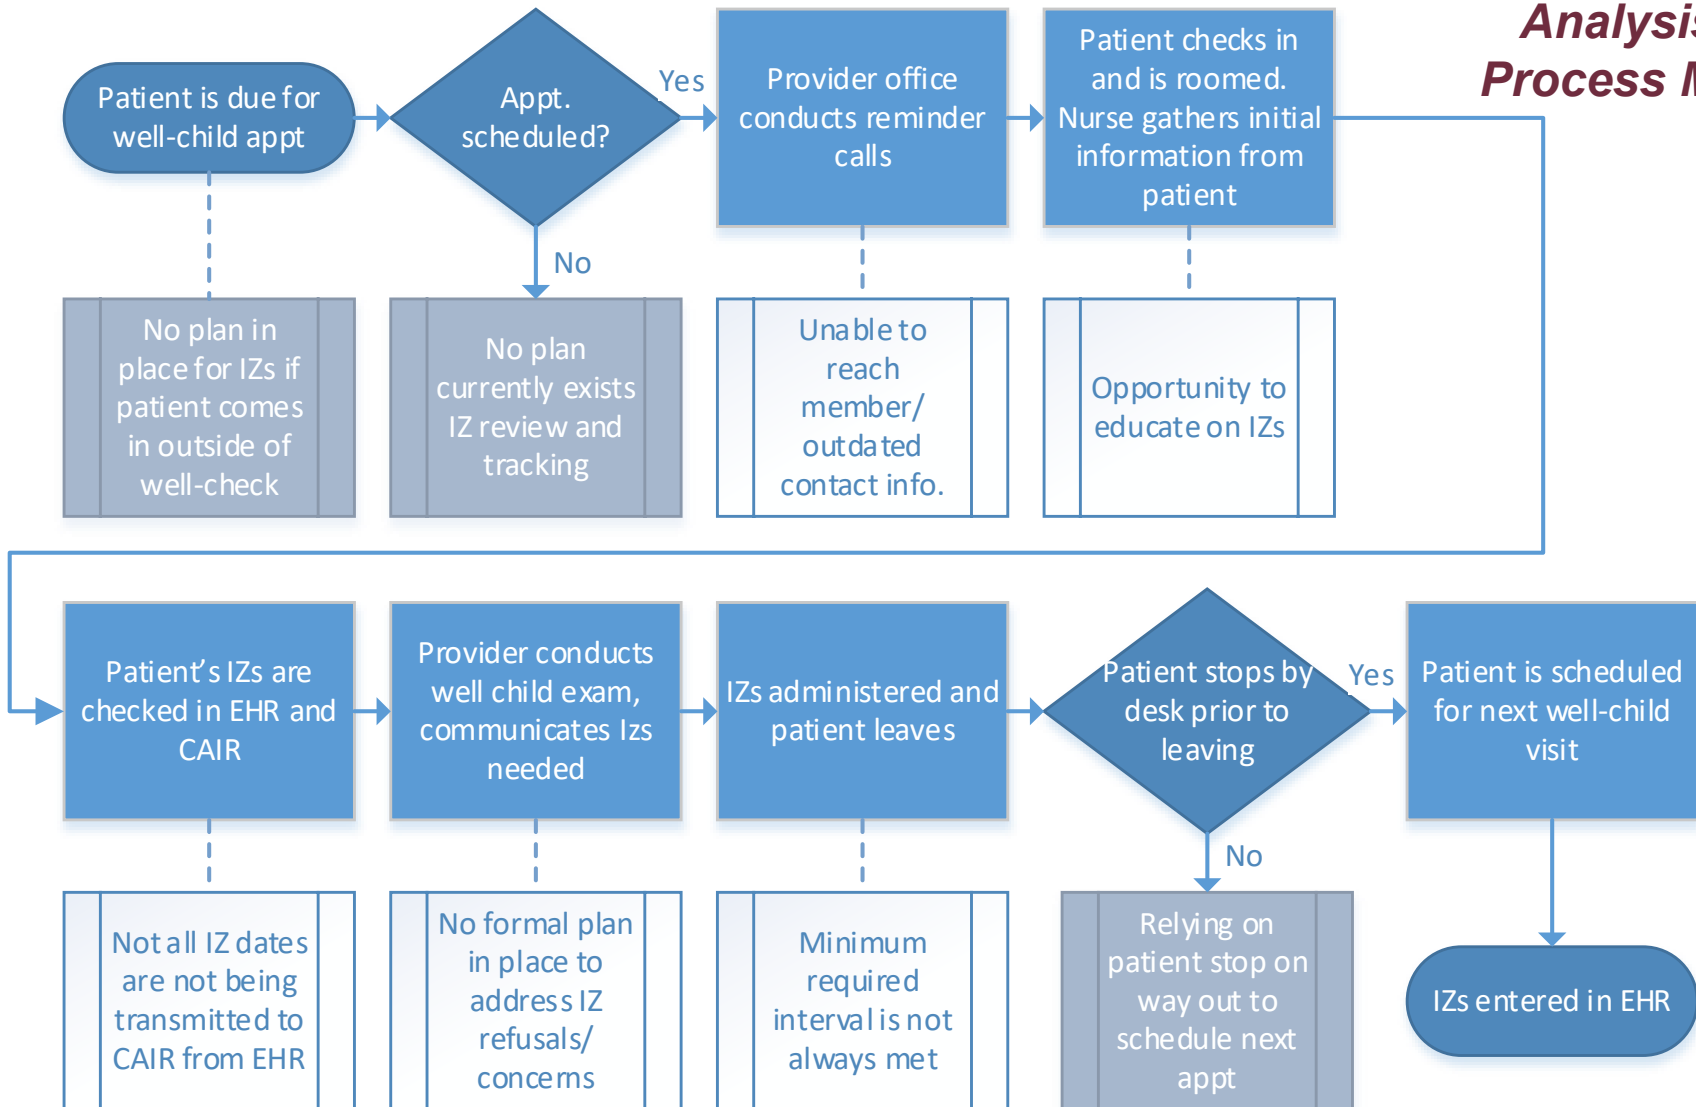 Analysis
Process M
Patient is due for
well-child appt
Appt.
scheduled?
Yes
Provider office
conducts reminder
calls
Patient checks in
and is roomed.
Nurse gathers initial
information from
patient
No
No plan in
place for IZs if
patient comes
in outside of
well-check
No plan
currently exists
IZ review and
tracking
Unable to
reach
member/
outdated
contact info.
Opportunity to
educate on IZs
Patient’s IZs are
checked in EHR and
CAIR
Provider conducts
well child exam,
communicates Izs
needed
IZs administered and
patient leaves
Patient stops by
desk prior to
leaving
Yes
Patient is scheduled
for next well-child
visit
No
Not all IZ dates
are not being
transmitted to
CAIR from EHR
No formal plan
in place to
address IZ
refusals/
concerns
Minimum
required
interval is not
always met
Relying on
patient stop on
way out to
schedule next
appt
IZs entered in EHR